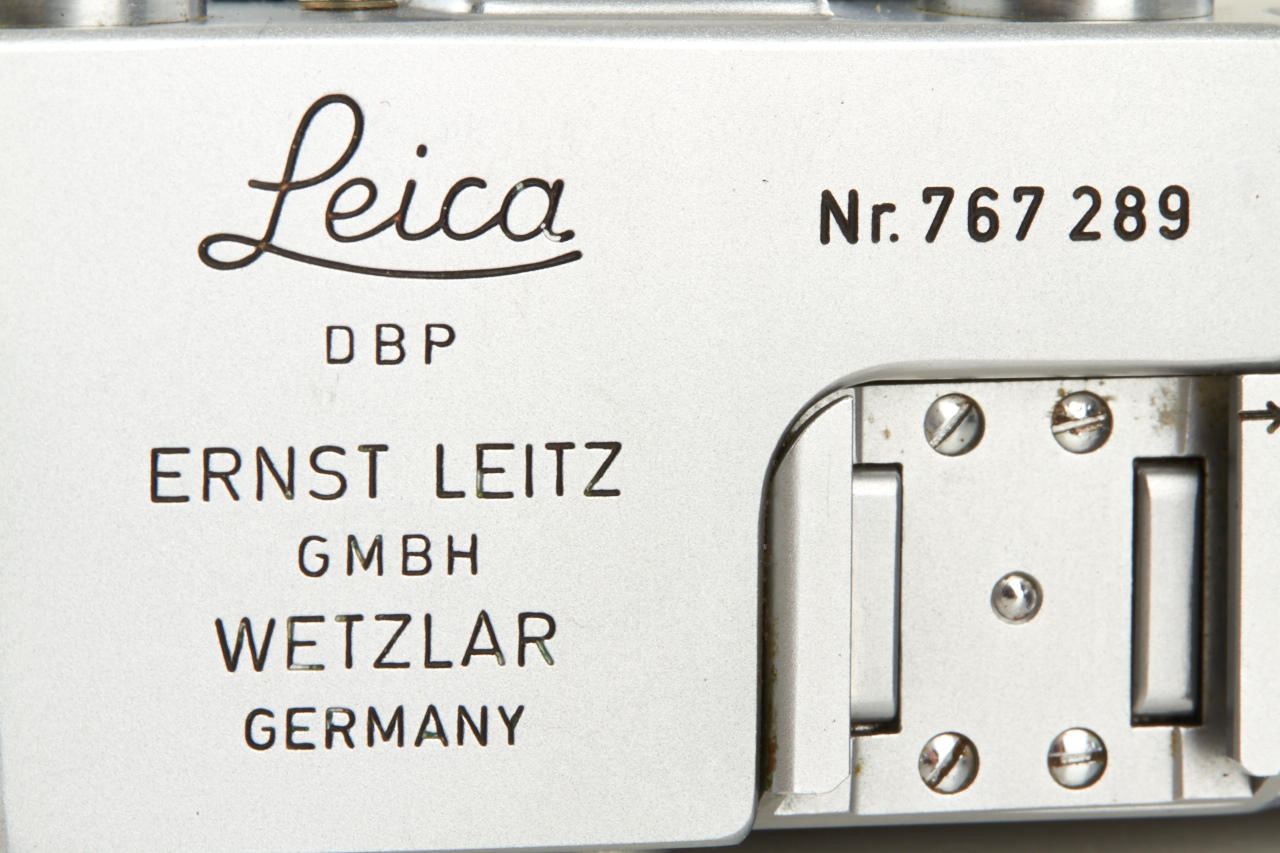 Leica
DBP
ERNST LEITZ
GMBH
WETZLAR
GERMANY
Nr. 767 289